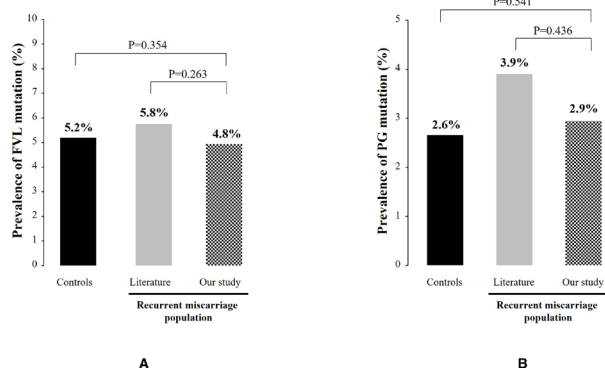 Prevalence of FVL mutation (%)
10
9
8
7
6
5
4
3
2
1
0
P=0.354
P=0.263
5.2%
5.8%
4.8%
Controls
Literature
Our study
Recurrent miscarriage
population
A
Prevalence of PG mutation (%)
5
4
3
2
1
0
P=0.541
P=0.436
2.6%
3.9%
2.9%
Controls
Literature
Our study
Recurrent miscarriage
population
B